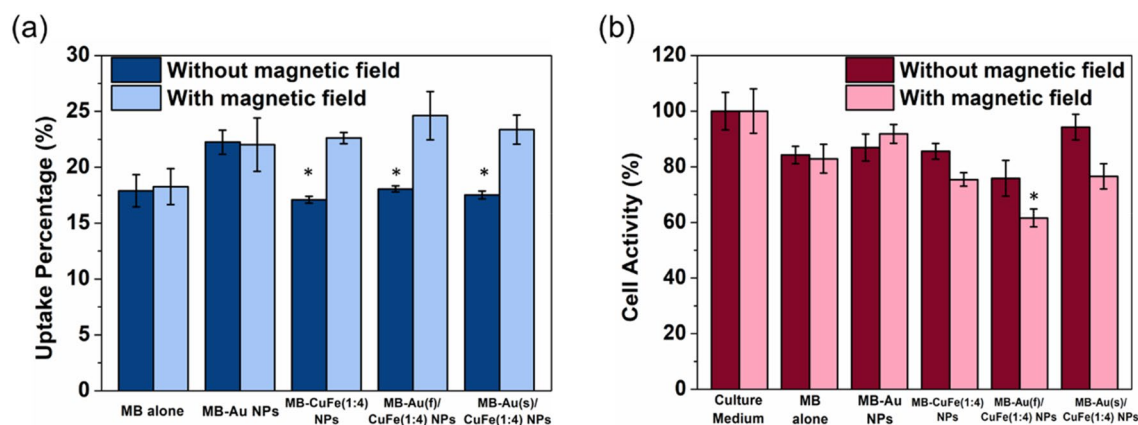 (a)
30
25
20
15
10
5
0
Uptake Percentage (%)
Without magnetic field
With magnetic field
*
*
*
MB alone
MB-Au NPs
MB-CuFe(1:4)
NPs
MB-Au(f)/
CuFe(1:4) NPs
MB-Au(s)/
CuFe(1:4) NPs
(b)
120
100
80
60
40
20
0
Cell Activity (%)
Without magnetic field
With magnetic field
*
Culture
Medium
MB
alone
MB-Au
NPs
MB-CuFe(1:4)
NPs
MB-Au(f)/
CuFe(1:4) NPs
MB-Au(s)/
CuFe(1:4) NPs